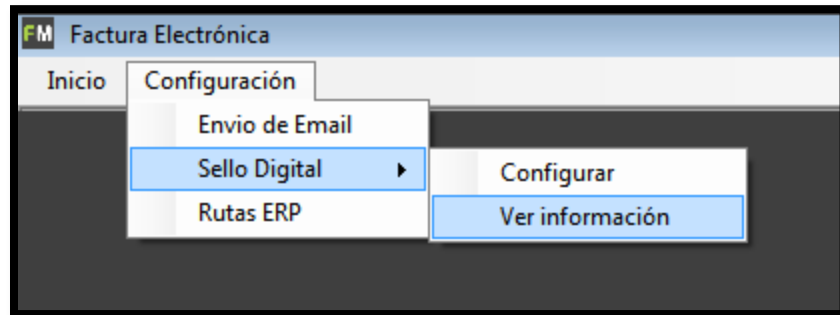 FM Factura Electrónica
Inicio Configuración
Envio de Email
Sello Digital
Configurar
Rutas ERP
Ver información